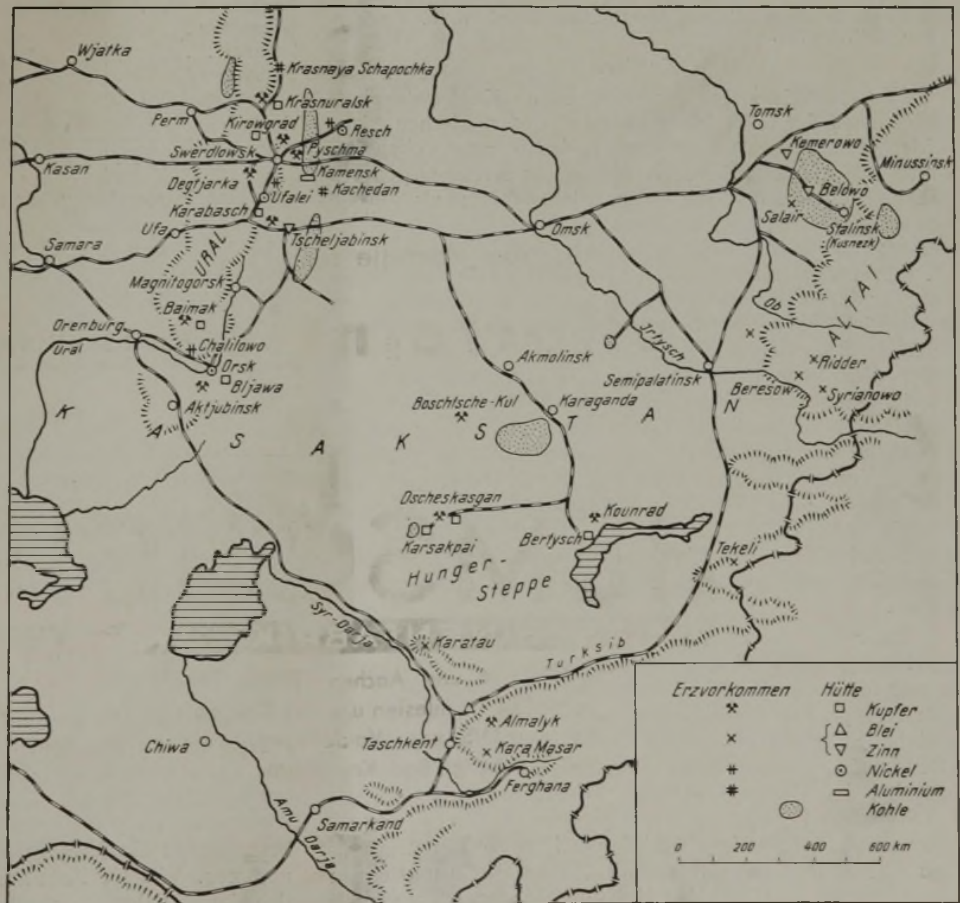 Wjatka
Krasnaya Schapochka
Krasnuralsk
Perm
Kirowgrad
Resch
Tomsk
Kemerowo
Pyschma
Swerdlowsk
Kasan
Kamensk
Minussinsk
Degtjarka
Kachedan
Ufalei
Belowo
Karabasch
Salair
Stalinsk
(Kusnezk)
Ufa
Omsk
Tscheljabinsk
Samara
URAL
Magnitogorsk
Ob
ALTAI
Baimak
Orenburg
Jrtysch
Ural
Chalilowo
Akmolinsk
Ridder
Orsk
Semipalatinsk
Bljawa
Beresow
Syrianowo
Aktjubinsk
Boschtsche-Kul
Karaganda
K A S A K S T A N
Dscheskasgan
Kounrad
Karsakpai
Bertysch
Hunger-
Steppe
Tekeli
Syr-Darja
Karatau
Turksib
Almalyk
Chiwa
Taschkent
Kara Masar
Ferghana
Samarkand
Amu Darja
Erzvorkommen Hütte
Kupfer
Blei
Zinn
Nickel
Aluminium
Kohle
0 200 400 600 km